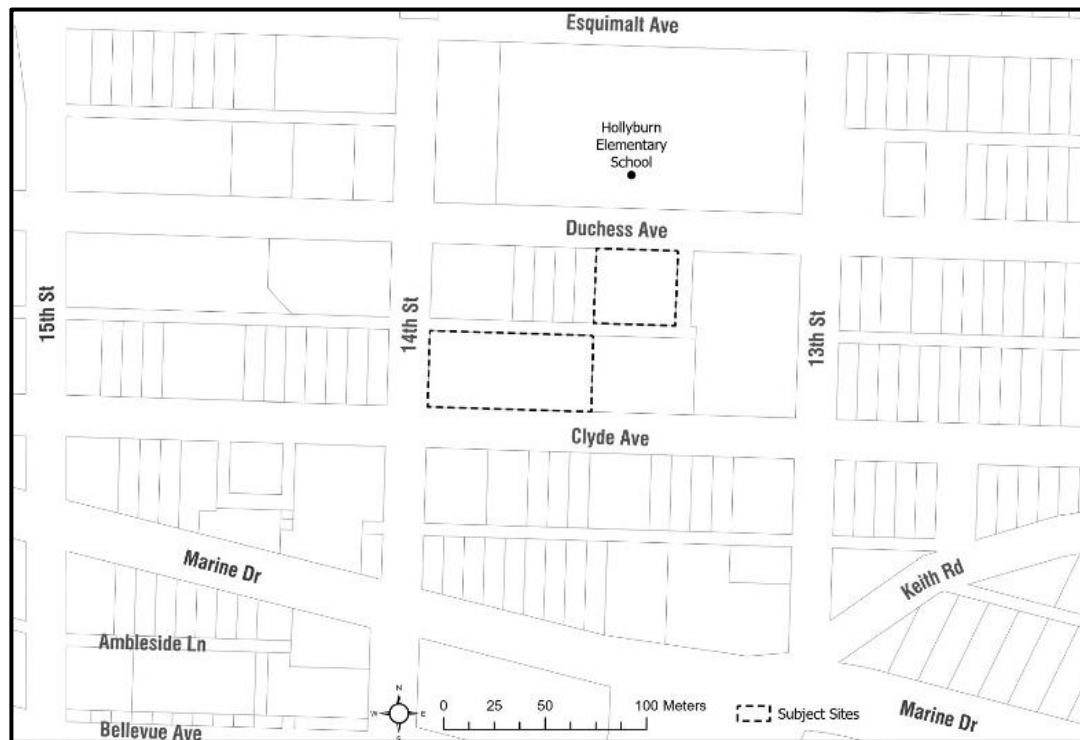 Esquimalt Ave
Hollyburn
Elementary
School
Duchess Ave
15th St
14th St
13th St
Clyde Ave
Marine Dr
Keith Rd
Ambleside Ln
Bellevue Ave
N
W E
S
0 25 50 100 Meters
Subject Sites
Marine Dr